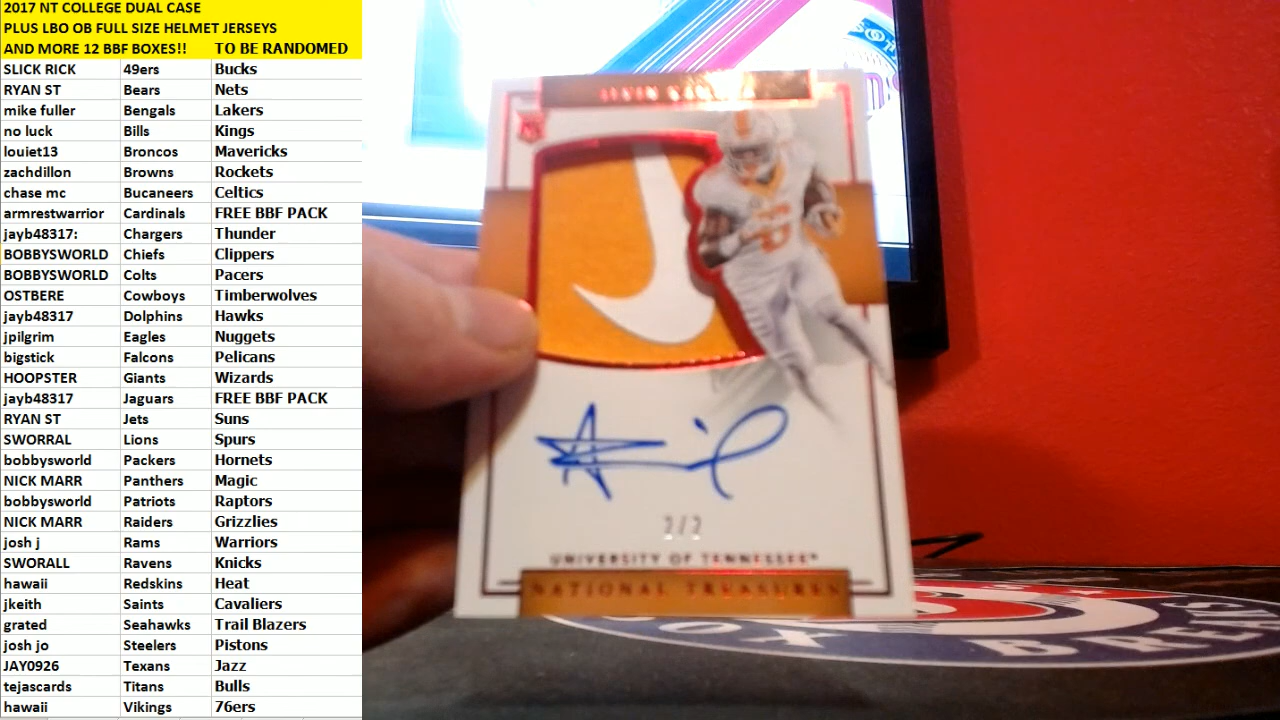 2017 NT COLLEGE DUAL CASE
PLUS LBO OB FULL SIZE HELMET JERSEYS
AND MORE 12 BBF BOXES!! TO BE RANDOMED
SLICK RICK 49ers Bucks
RYAN ST Bears Nets
mike fuller Bengals Lakers
no luck Bills Kings
louiet13 Broncos Mavericks
zachdillon Browns Rockets
chase mc Bucaneers Celtics
armrestwarrior Cardinals FREE BBF PACK
jayb48317: Chargers Thunder
BOBBYSWORLD Chiefs Clippers
BOBBYSWORLD Colts Pacers
OSTBERE Cowboys Timberwolves
jayb48317 Dolphins Hawks
jpilgrim Eagles Nuggets
bigstick Falcons Pelicans
HOOPSTER Giants Wizards
jayb48317 Jaguars FREE BBF PACK
RYAN ST Jets Suns
SWORRAL Lions Spurs
bobbysworld Packers Hornets
NICK MARR Panthers Magic
bobbysworld Patriots Raptors
NICK MARR Raiders Grizzlies
josh j Rams Warriors
SWORALL Ravens Knicks
hawaii Redskins Heat
jkeith Saints Cavaliers
grated Seahawks Trail Blazers
josh jo Steelers Pistons
JAY0926 Texans Jazz
tejascards Titans Bulls
hawaii Vikings 76ers
2/2
UNIVERSITY OF TENNESSEE
NATIONAL TREASURES
BOX BREAKS